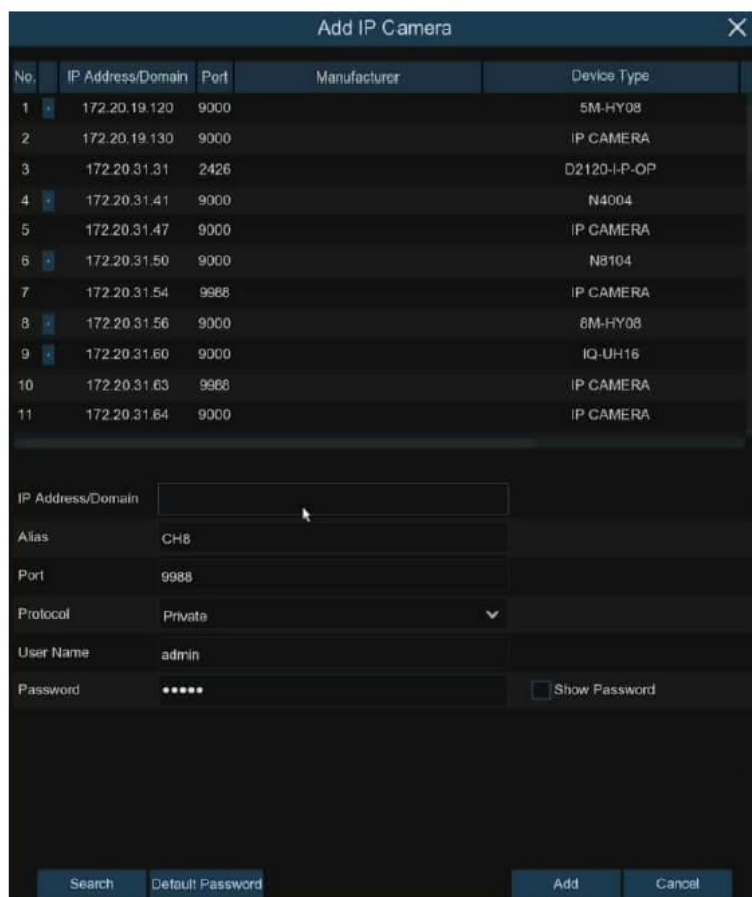 Add IP Camera
No. IP Address/Domain Port Manufacturer Device Type
1 172.20.19.120 9000 5M-HY08
2 172.20.19.130 9000 IP CAMERA
3 172.20.31.31 2426 D2120-I-P-OP
4 172.20.31.41 9000 N4004
5 172.20.31.47 9000 IP CAMERA
6 172.20.31.50 9000 N8104
7 172.20.31.54 9988 IP CAMERA
8 172.20.31.56 9000 8M-HY08
9 172.20.31.60 9000 IQ-UH16
10 172.20.31.63 9988 IP CAMERA
11 172.20.31.64 9000 IP CAMERA
IP Address/Domain
Alias CH8
Port 9988
Protocol Private
User Name admin
Password ••••• Show Password
Search Default Password Add Cancel